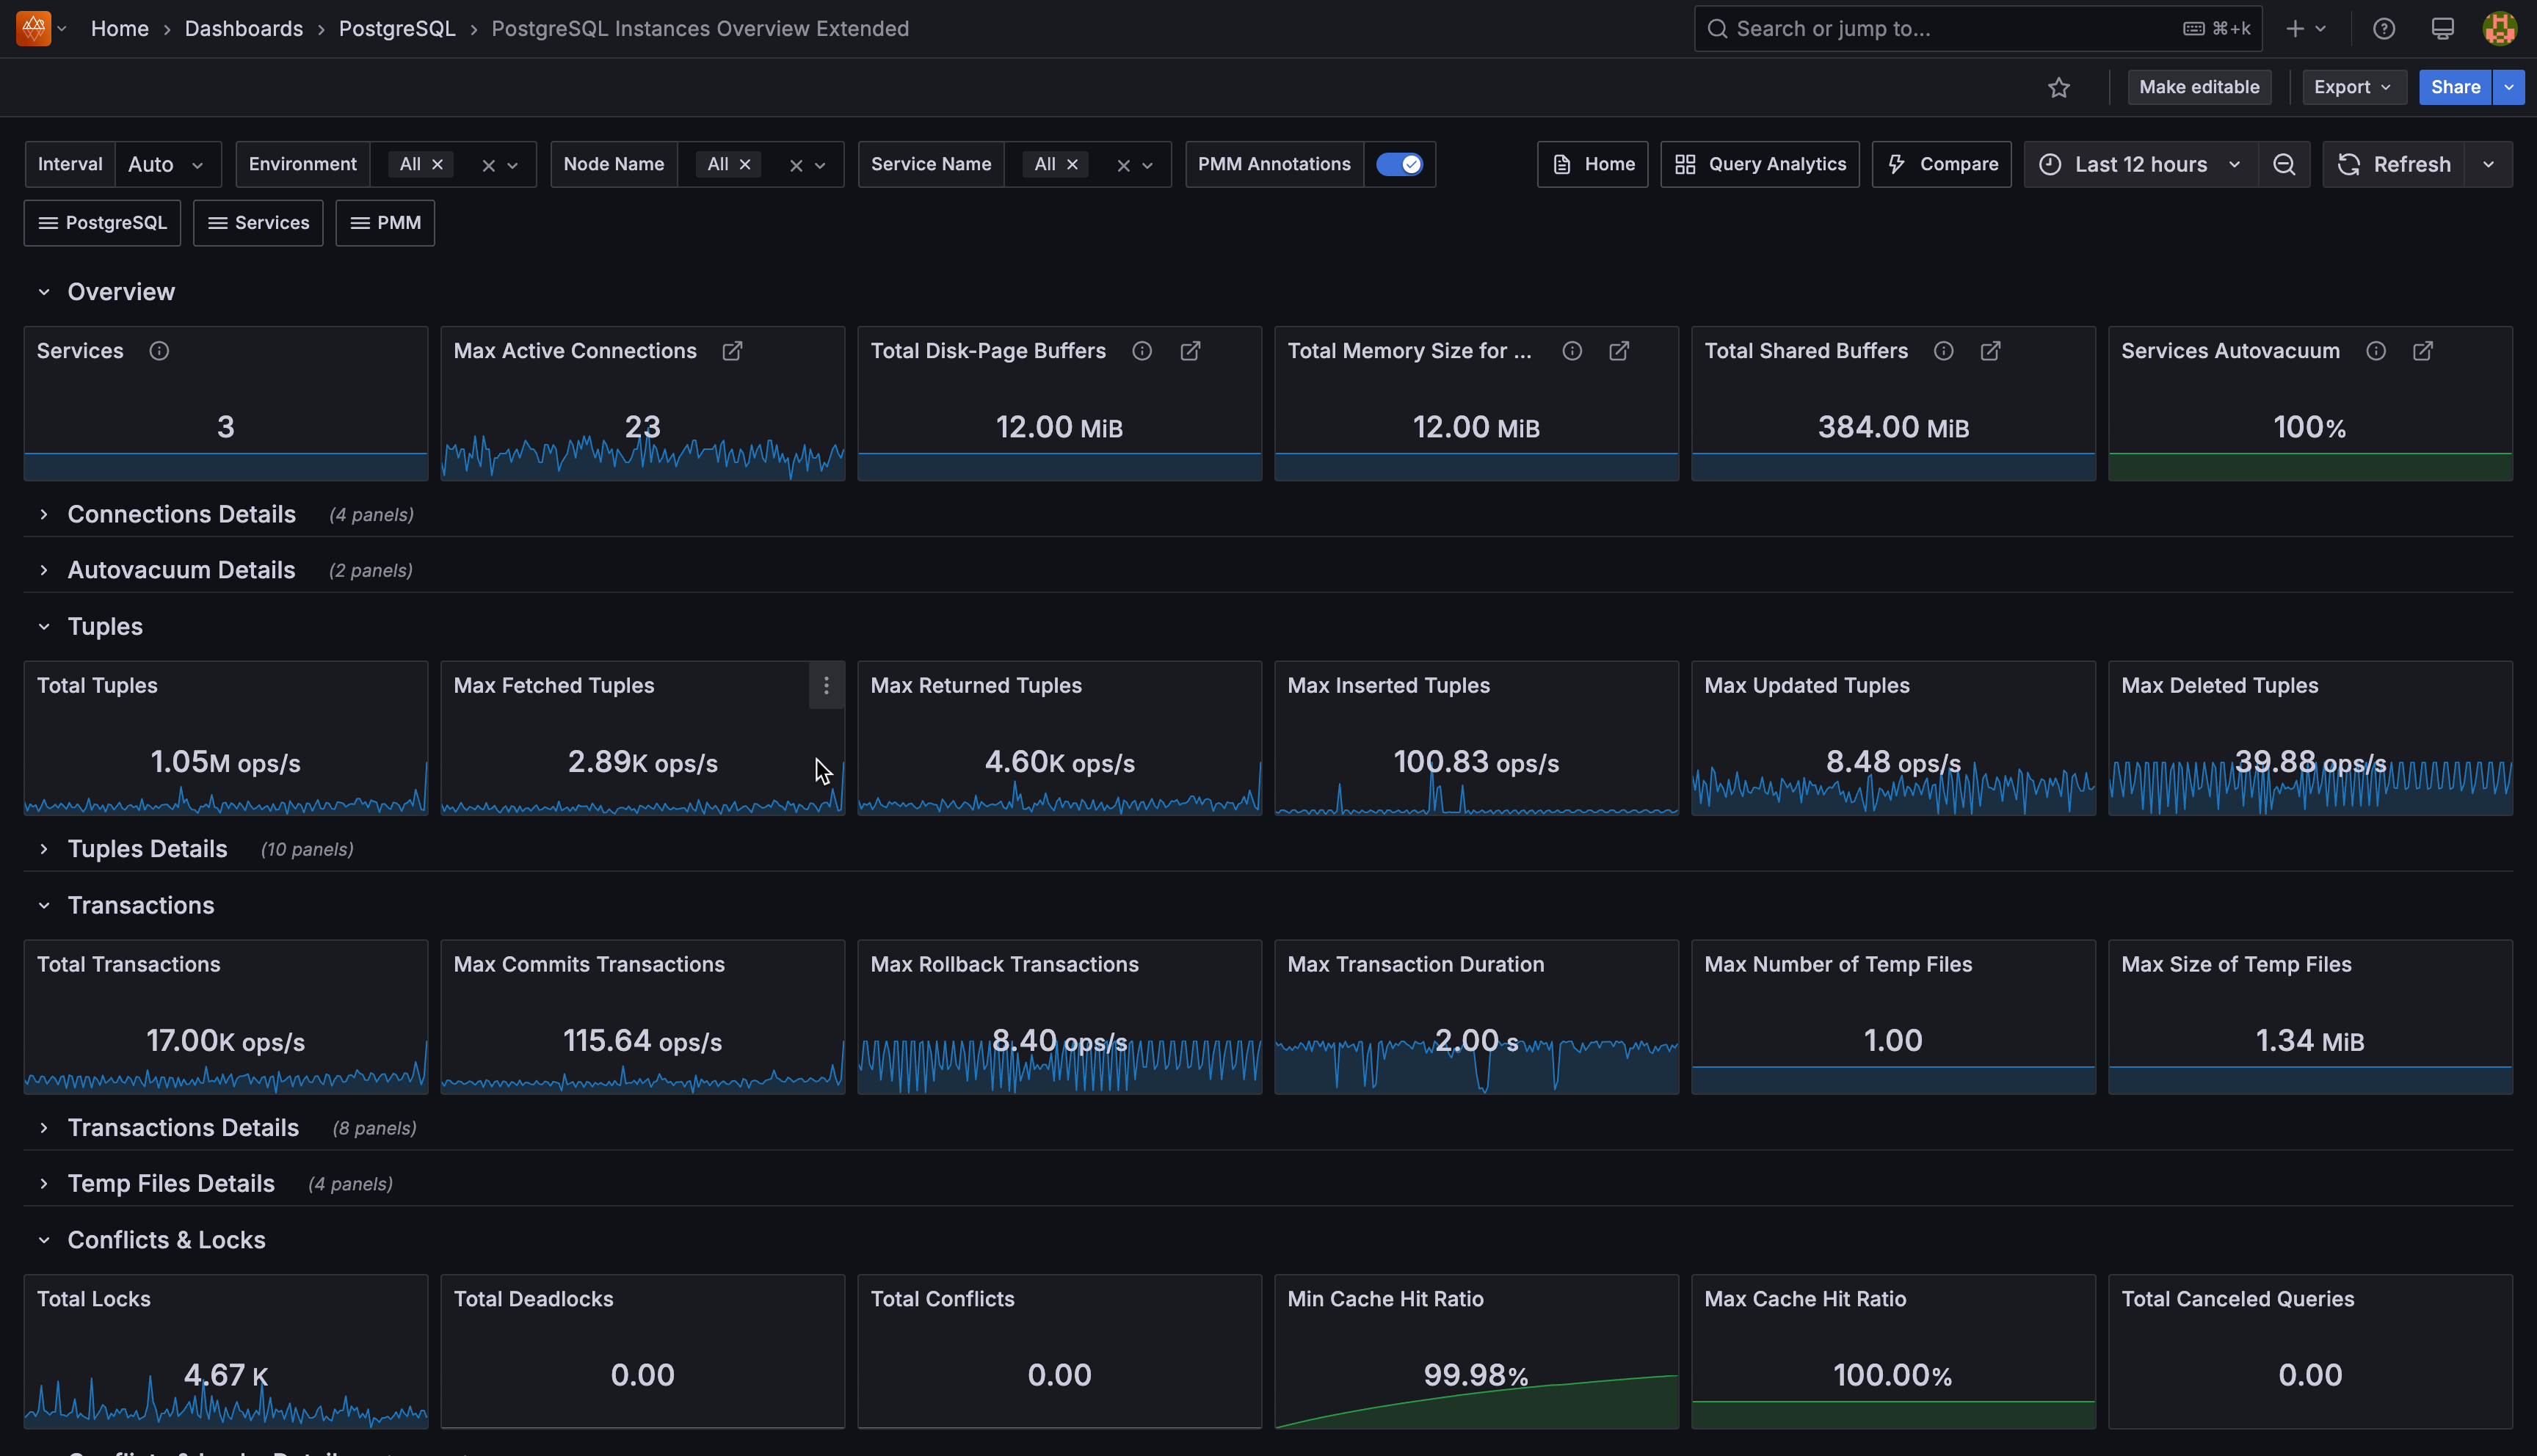 Home › Dashboards › PostgreSQL › PostgreSQL Instances Overview Extended
Search or jump to...
⌘+k
Make editable
Export
Share
Interval Auto
Environment All
Node Name All
Service Name All
PMM Annotations
Home
Query Analytics
Compare
Last 12 hours
Refresh
PostgreSQL
Services
PMM
Overview
Services
3
Max Active Connections
23
Total Disk-Page Buffers
12.00 MiB
Total Memory Size for ...
12.00 MiB
Total Shared Buffers
384.00 MiB
Services Autovacuum
100%
Connections Details (4 panels)
Autovacuum Details (2 panels)
Tuples
Total Tuples
1.05M ops/s
Max Fetched Tuples
2.89K ops/s
Max Returned Tuples
4.60K ops/s
Max Inserted Tuples
100.83 ops/s
Max Updated Tuples
8.48 ops/s
Max Deleted Tuples
39.88 ops/s
Tuples Details (10 panels)
Transactions
Total Transactions
17.00K ops/s
Max Commits Transactions
115.64 ops/s
Max Rollback Transactions
8.40 ops/s
Max Transaction Duration
2.00 s
Max Number of Temp Files
1.00
Max Size of Temp Files
1.34 MiB
Transactions Details (8 panels)
Temp Files Details (4 panels)
Conflicts & Locks
Total Locks
4.67 K
Total Deadlocks
0.00
Total Conflicts
0.00
Min Cache Hit Ratio
99.98%
Max Cache Hit Ratio
100.00%
Total Canceled Queries
0.00